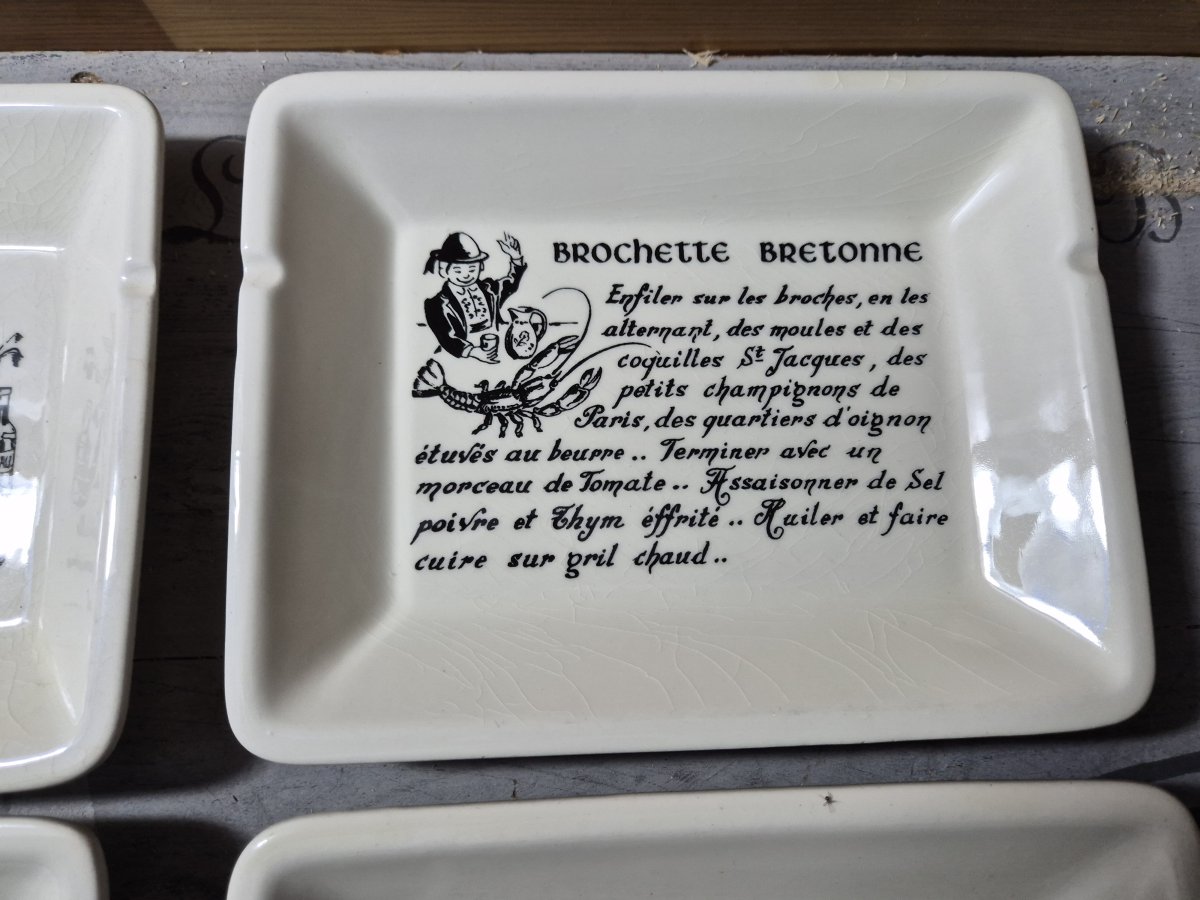 BROCHETTE BRETONNE
Enfiler sur les broches, en les
alternant, des moules et des
coquilles St Jacques, des
petits champignons de
Paris, des quartiers d'oignon
étuvés au beurre .. Terminer avec un
morceau de Tomate .. Assaisonner de Sel
poivre et Thym éffrité .. Huiler et faire
cuire sur gril chaud ..